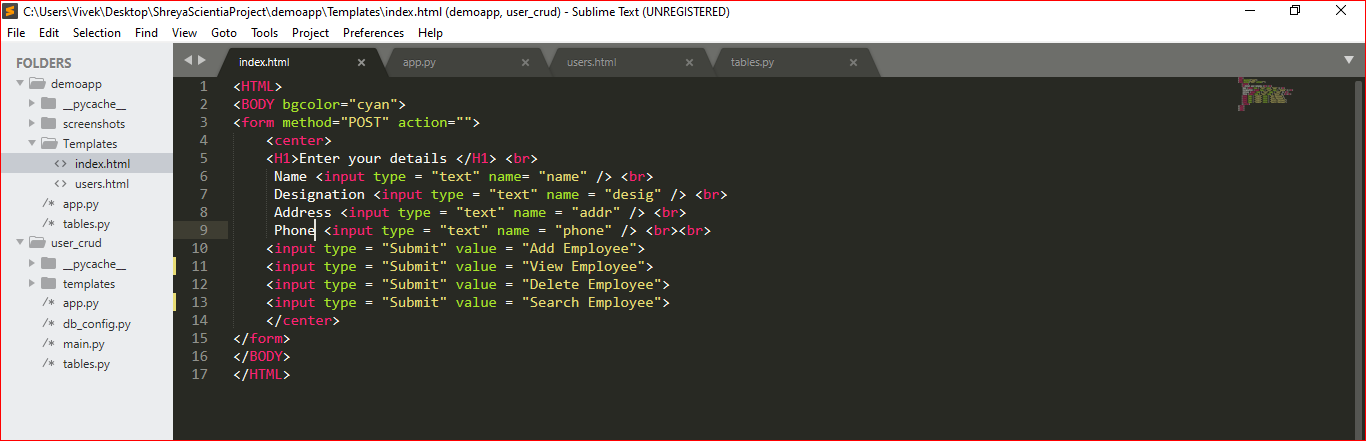 C:\Users\Vivek\Desktop\ShreyaScientiaProject\demoapp\Templates\index.html (demoapp, user_crud) - Sublime Text (UNREGISTERED)
File Edit Selection Find View Goto Tools Project Preferences Help
FOLDERS
demoapp
__pycache__
screenshots
Templates
index.html
users.html
app.py
tables.py
user_crud
__pycache__
templates
app.py
db_config.py
main.py
tables.py
index.html app.py users.html tables.py
1 <HTML>
2 <BODY bgcolor="cyan">
3 <form method="POST" action="">
4 <center>
5 <H1>Enter your details </H1> <br>
6 Name <input type = "text" name= "name" /> <br>
7 Designation <input type = "text" name = "desig" /> <br>
8 Address <input type = "text" name = "addr" /> <br>
9 Phone <input type = "text" name = "phone" /> <br><br>
10 <input type = "Submit" value = "Add Employee">
11 <input type = "Submit" value = "View Employee">
12 <input type = "Submit" value = "Delete Employee">
13 <input type = "Submit" value = "Search Employee">
14 </center>
15 </form>
16 </BODY>
17 </HTML>